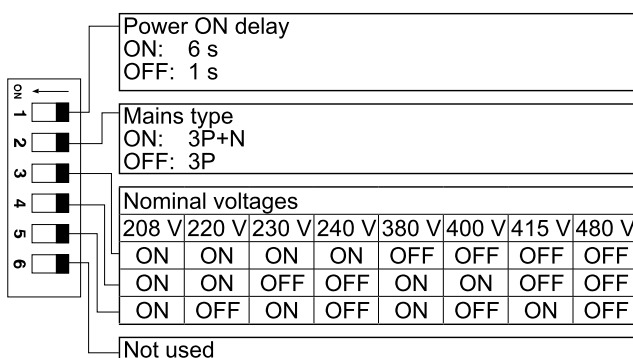 Power ON delay
ON: 6 s
OFF: 1 s
ON
1
2
3
4
5
6
Mains type
ON: 3P+N
OFF: 3P
Nominal voltages
208 V 220 V 230 V 240 V 380 V 400 V 415 V 480 V
ON ON ON ON OFF OFF OFF OFF
ON ON OFF OFF ON ON OFF OFF
ON OFF ON OFF ON OFF ON OFF
Not used